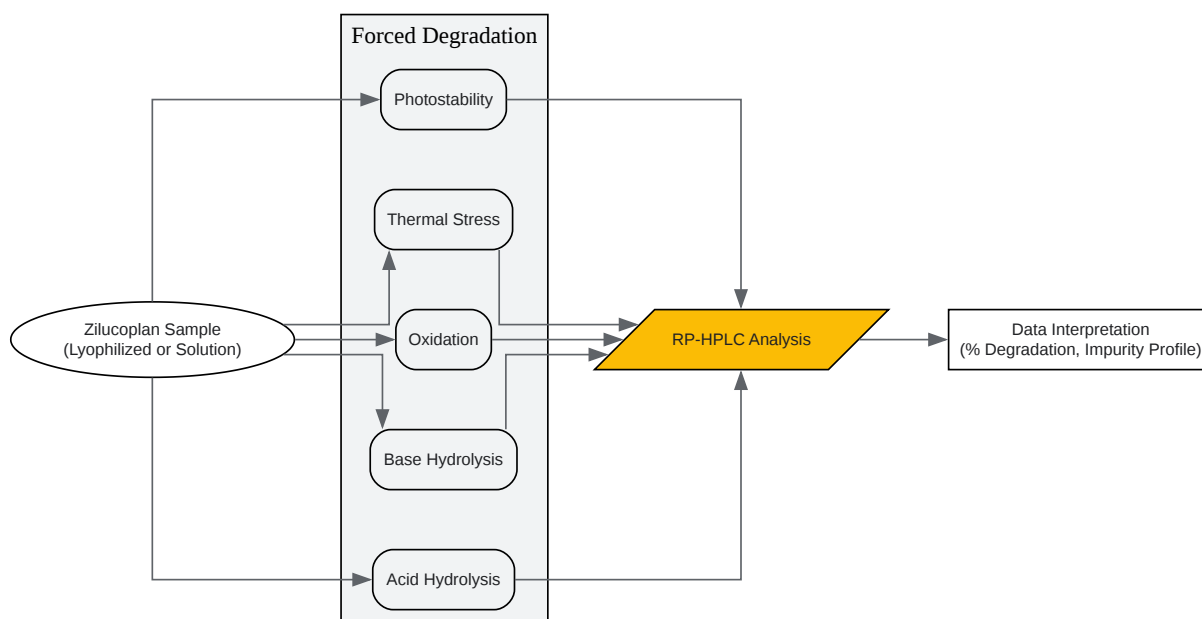 Forced Degradation
Photostability
Thermal Stress
Zilucoplan Sample
(Lyophilized or Solution)
Oxidation
RP-HPLC Analysis
Data Interpretation
(% Degradation, Impurity Profile)
Base Hydrolysis
Acid Hydrolysis